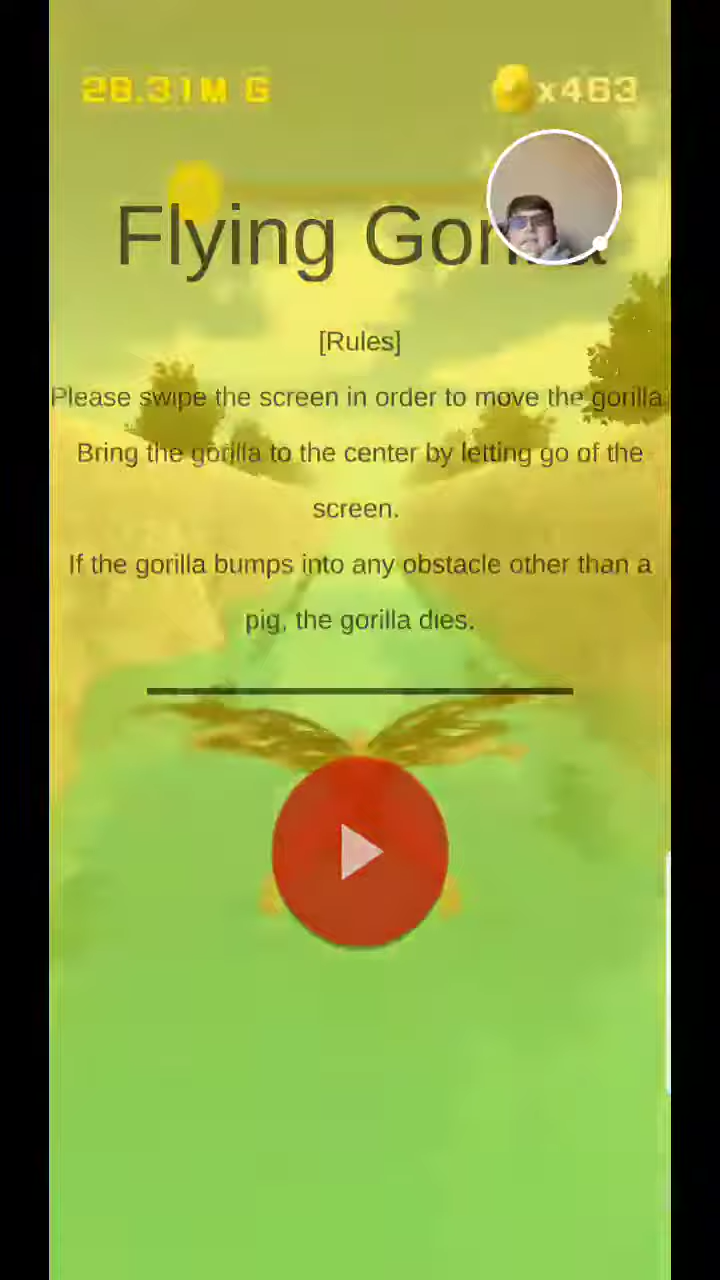 28.31M G
x463
Flying Gorilla
[Rules]
Please swipe the screen in order to move the gorilla.
Bring the gorilla to the center by letting go of the
screen.
If the gorilla bumps into any obstacle other than a
pig, the gorilla dies.